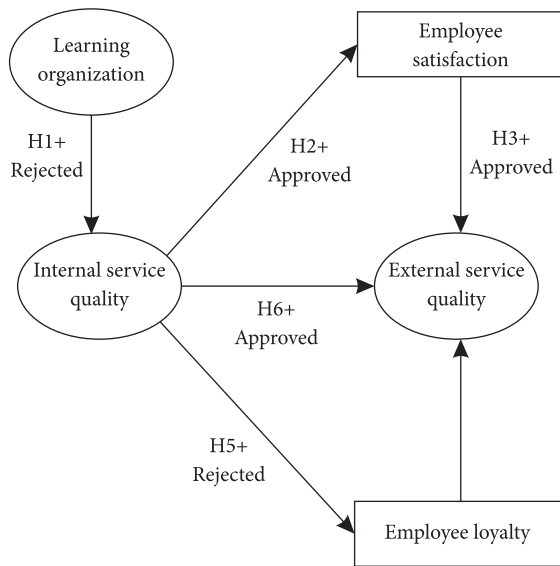 Learning
organization
Employee
satisfaction
H1+
Rejected
H2+
Approved
H3+
Approved
Internal service
quality
External service
quality
H6+
Approved
H5+
Rejected
Employee loyalty